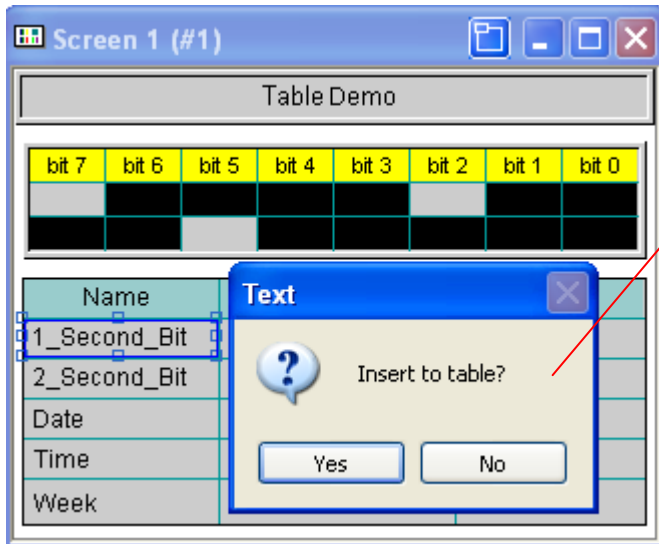 Screen 1 (#1)
Table Demo
bit 7 bit 6 bit 5 bit 4 bit 3 bit 2 bit 1 bit 0
Name
1_Second_Bit
2_Second_Bit
Date
Time
Week
Text
Insert to table?
Yes No